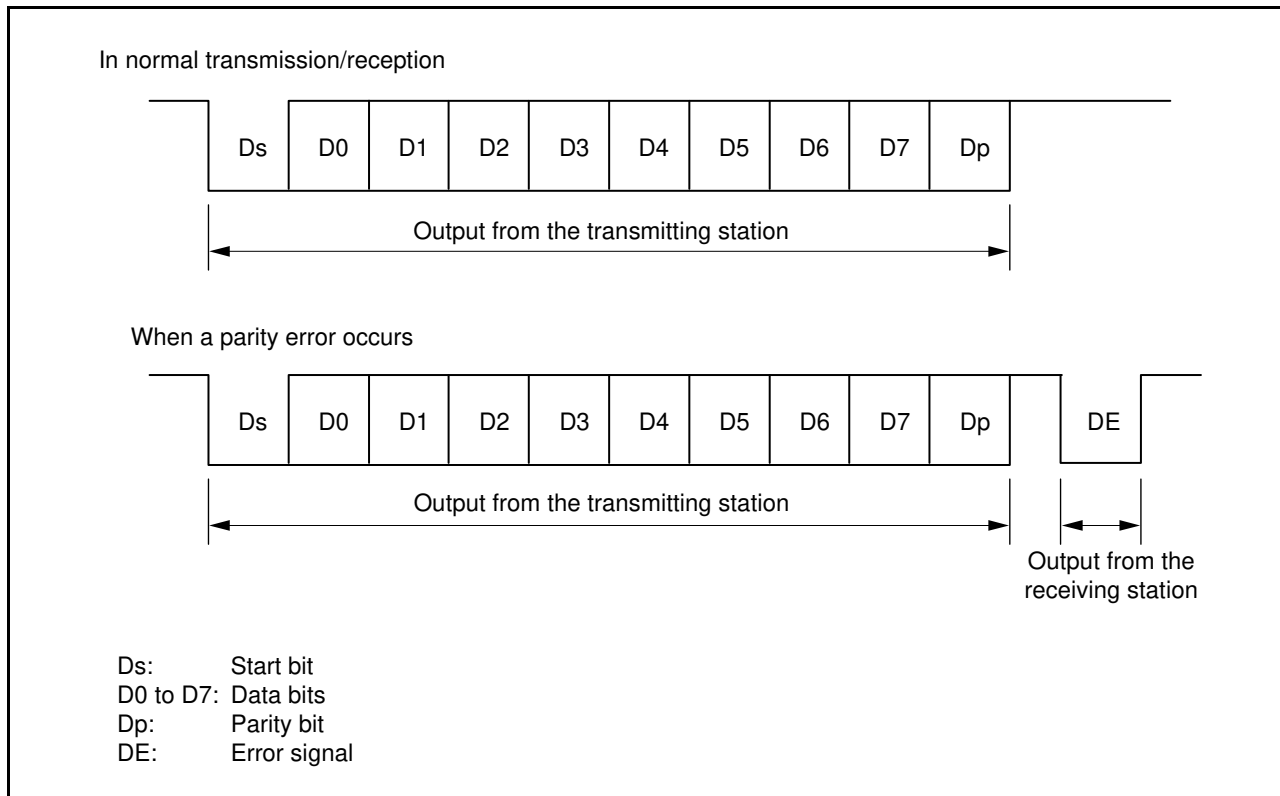 In normal transmission/reception
Ds D0 D1 D2 D3 D4 D5 D6 D7 Dp
Output from the transmitting station
When a parity error occurs
Ds D0 D1 D2 D3 D4 D5 D6 D7 Dp DE
Output from the transmitting station
Output from the
receiving station
Ds: Start bit
D0 to D7: Data bits
Dp: Parity bit
DE: Error signal